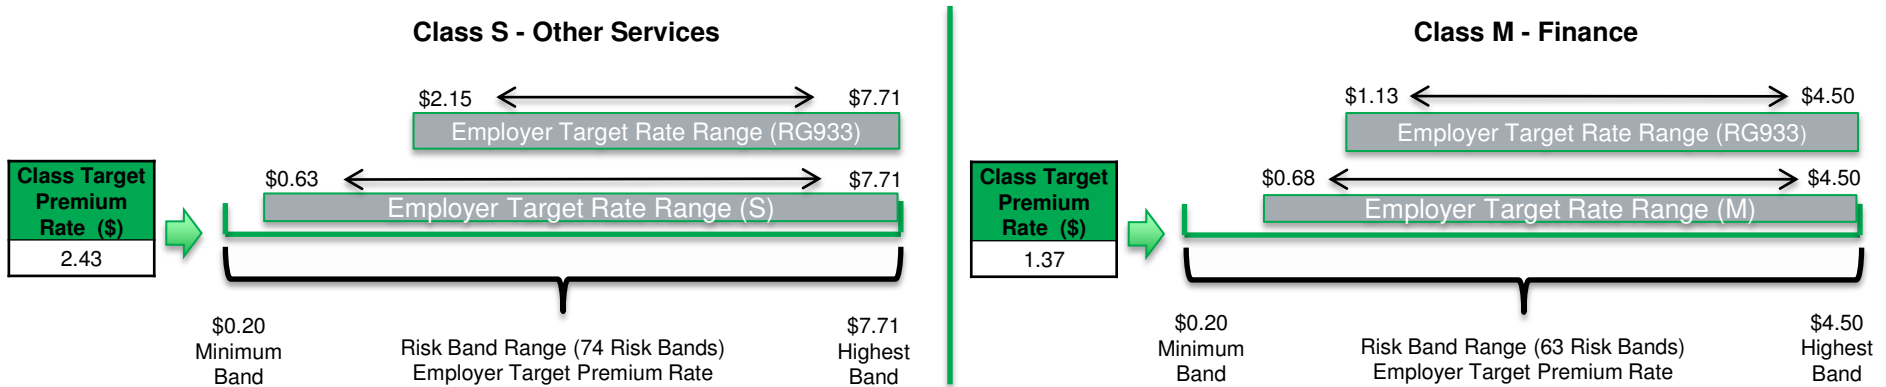 Class S - Other Services
$2.15
$7.71
Employer Target Rate Range (RG933)
$0.63
$7.71
Employer Target Rate Range (S)
Class Target
Premium
Rate ($)
2.43
$0.20
Minimum
Band
Risk Band Range (74 Risk Bands)
Employer Target Premium Rate
$7.71
Highest
Band
Class M - Finance
$1.13
$4.50
Employer Target Rate Range (RG933)
$0.68
$4.50
Employer Target Rate Range (M)
Class Target
Premium
Rate ($)
1.37
$0.20
Minimum
Band
Risk Band Range (63 Risk Bands)
Employer Target Premium Rate
$4.50
Highest
Band